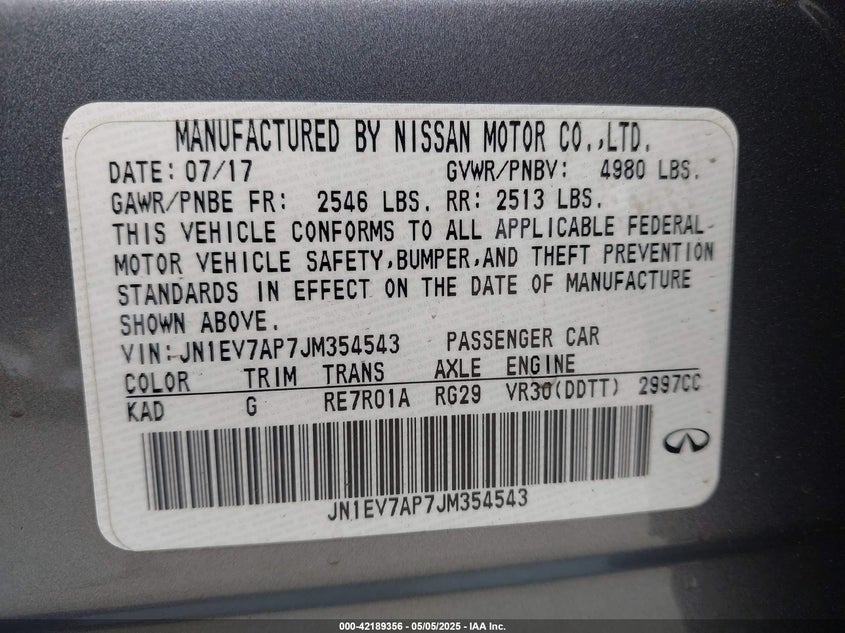 MANUFACTURED BY NISSAN MOTOR CO.,LTD.
DATE: 07/17 GVWR/PNBV: 4980 LBS.
GAWR/PNBE FR: 2546 LBS. RR: 2513 LBS.
THIS VEHICLE CONFORMS TO ALL APPLICABLE FEDERAL
MOTOR VEHICLE SAFETY,BUMPER,AND THEFT PREVENTION
STANDARDS IN EFFECT ON THE DATE OF MANUFACTURE
SHOWN ABOVE.
VIN:JN1EV7AP7JM354543 PASSENGER CAR
COLOR TRIM TRANS AXLE ENGINE
KAD G RE7R01A RG29 VR30(DDTT) 2997CC
JN1EV7AP7JM354543
000-42189356 - 05/05/2025 - IAA Inc.